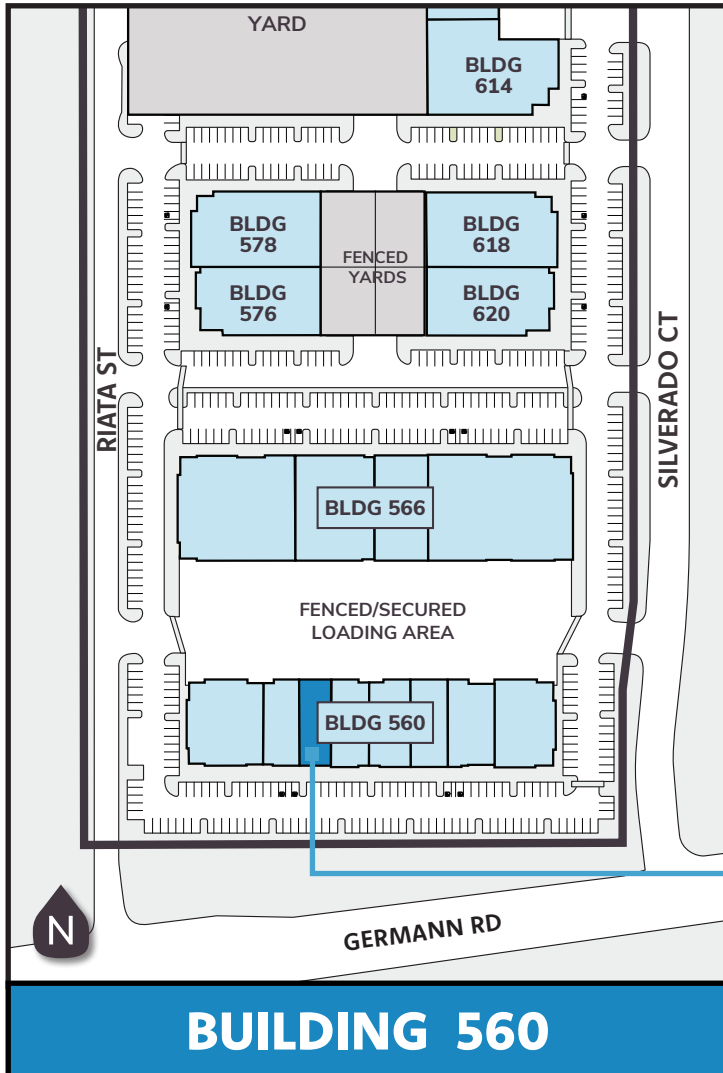 YARD
BLDG
614
BLDG
578
BLDG
618
FENCED
YARDS
BLDG
576
BLDG
620
RIATA ST
SILVERADO CT
BLDG 566
FENCED/SECURED
LOADING AREA
BLDG 560
N
GERMANN RD
BUILDING 560